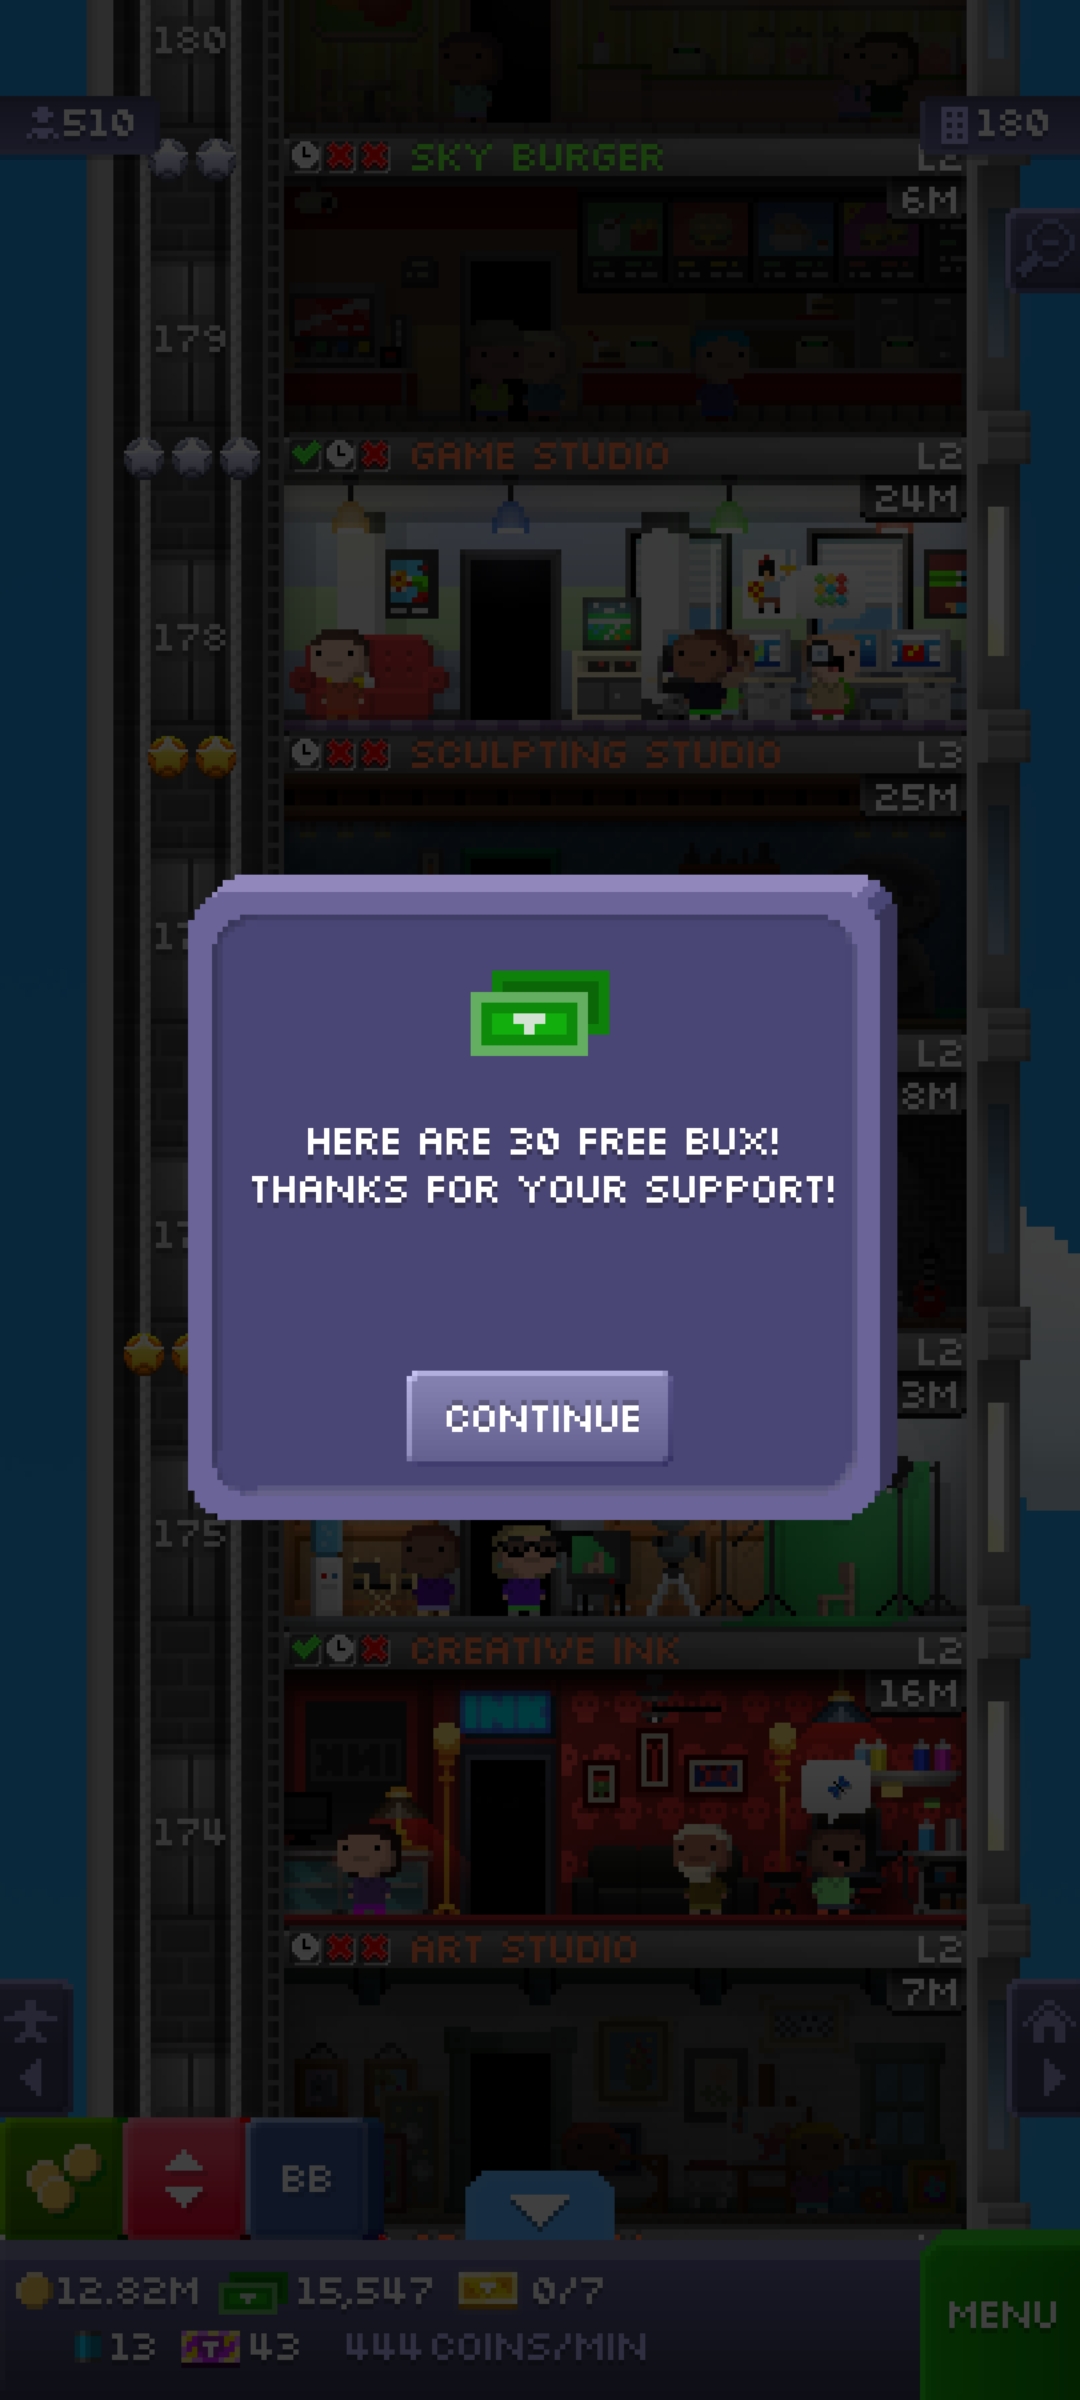 180
510
180
SKY BURGER
L2
6M
179
GAME STUDIO
L2
24M
178
SCULPTING STUDIO
L3
25M
L2
8M
HERE ARE 30 FREE BUX!
THANKS FOR YOUR SUPPORT!
L2
3M
CONTINUE
175
CREATIVE INK
L2
16M
INK
174
ART STUDIO
L2
7M
BB
12.82M
15,547
0/7
MENU
13
43
444 COINS/MIN